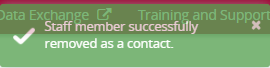 Data Exchange Training and Support
Staff member successfully
removed as a contact.